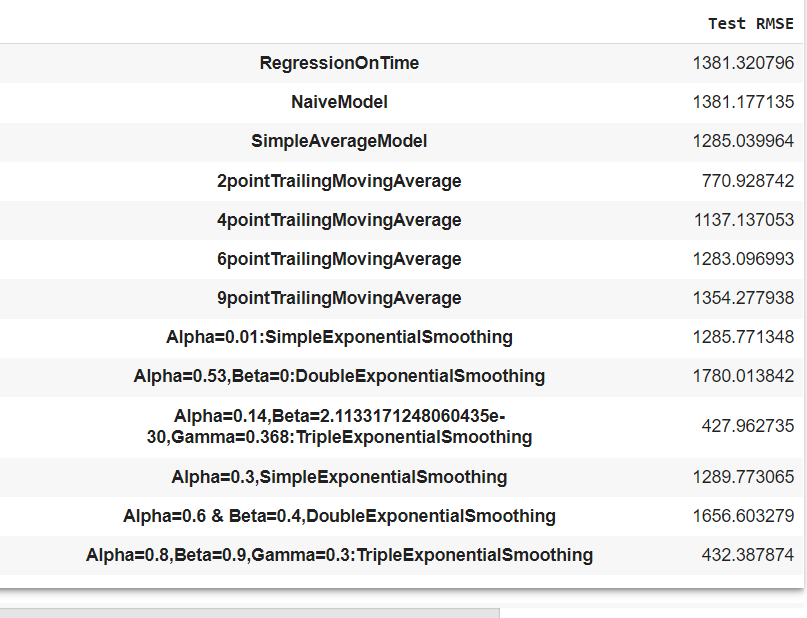 Test RMSE
RegressionOnTime 1381.320796
NaiveModel 1381.177135
SimpleAverageModel 1285.039964
2pointTrailingMovingAverage 770.928742
4pointTrailingMovingAverage 1137.137053
6pointTrailingMovingAverage 1283.096993
9pointTrailingMovingAverage 1354.277938
Alpha=0.01:SimpleExponentialSmoothing 1285.771348
Alpha=0.53,Beta=0:DoubleExponentialSmoothing 1780.013842
Alpha=0.14,Beta=2.1133171248060435e-
30,Gamma=0.368:TripleExponentialSmoothing 427.962735
Alpha=0.3,SimpleExponentialSmoothing 1289.773065
Alpha=0.6 & Beta=0.4,DoubleExponentialSmoothing 1656.603279
Alpha=0.8,Beta=0.9,Gamma=0.3:TripleExponentialSmoothing 432.387874